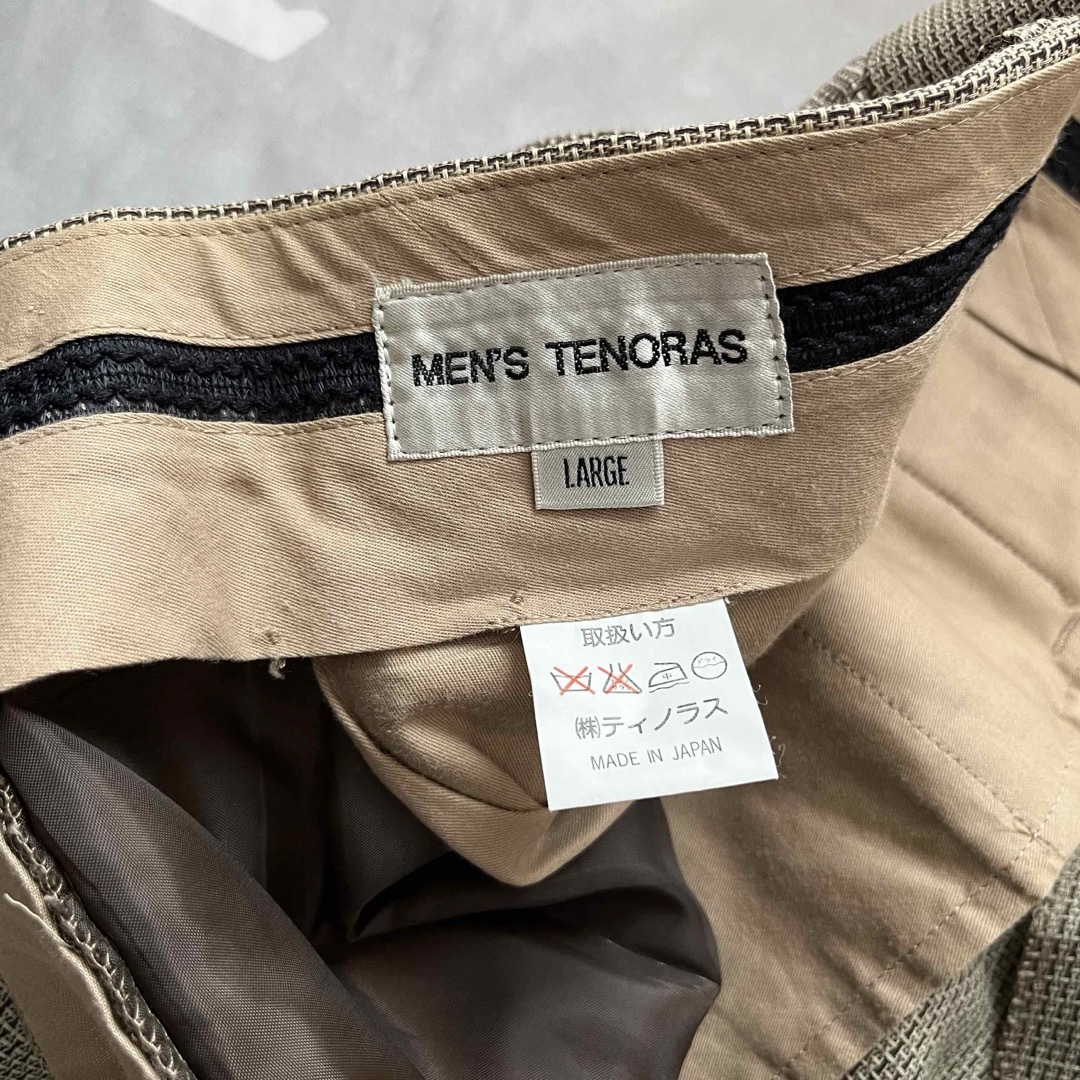 MEN'S TENORAS
LARGE
取扱い方
中 ドライ
㈱ティノラス
MADE IN JAPAN